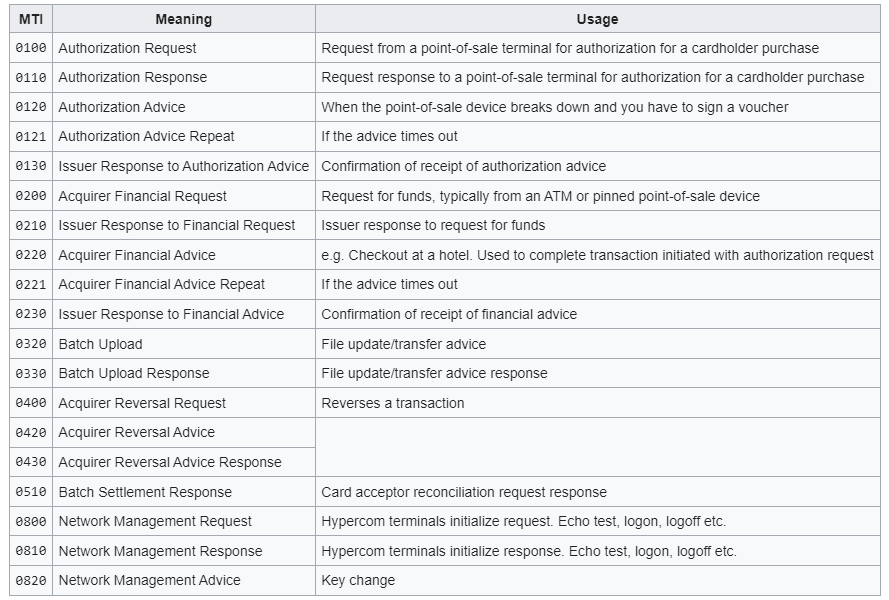 MTI Meaning Usage
0100 Authorization Request Request from a point-of-sale terminal for authorization for a cardholder purchase
0110 Authorization Response Request response to a point-of-sale terminal for authorization for a cardholder purchase
0120 Authorization Advice When the point-of-sale device breaks down and you have to sign a voucher
0121 Authorization Advice Repeat If the advice times out
0130 Issuer Response to Authorization Advice Confirmation of receipt of authorization advice
0200 Acquirer Financial Request Request for funds, typically from an ATM or pinned point-of-sale device
0210 Issuer Response to Financial Request Issuer response to request for funds
0220 Acquirer Financial Advice e.g. Checkout at a hotel. Used to complete transaction initiated with authorization request
0221 Acquirer Financial Advice Repeat If the advice times out
0230 Issuer Response to Financial Advice Confirmation of receipt of financial advice
0320 Batch Upload File update/transfer advice
0330 Batch Upload Response File update/transfer advice response
0400 Acquirer Reversal Request Reverses a transaction
0420 Acquirer Reversal Advice
0430 Acquirer Reversal Advice Response
0510 Batch Settlement Response Card acceptor reconciliation request response
0800 Network Management Request Hypercom terminals initialize request. Echo test, logon, logoff etc.
0810 Network Management Response Hypercom terminals initialize response. Echo test, logon, logoff etc.
0820 Network Management Advice Key change